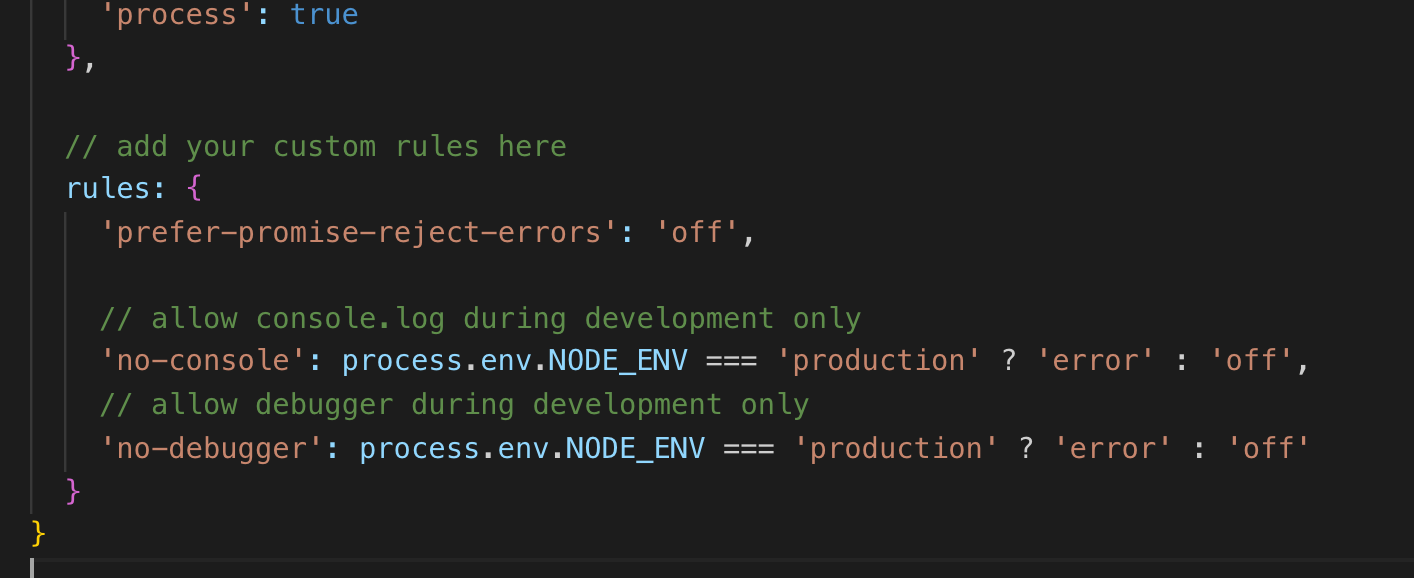 'process': true
},
// add your custom rules here
rules: {
'prefer-promise-reject-errors': 'off',
// allow console.log during development only
'no-console': process.env.NODE_ENV === 'production' ? 'error' : 'off',
// allow debugger during development only
'no-debugger': process.env.NODE_ENV === 'production' ? 'error' : 'off'
}
}